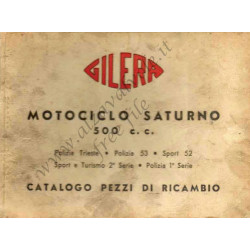 GILERA
MOTOCICLO SATURNO
500 c. c.
Polizia Trieste • Polizia 53 • Sport 52
Sport e Turismo 2ª Serie • Polizia 1ª Serie
CATALOGO PEZZI DI RICAMBIO